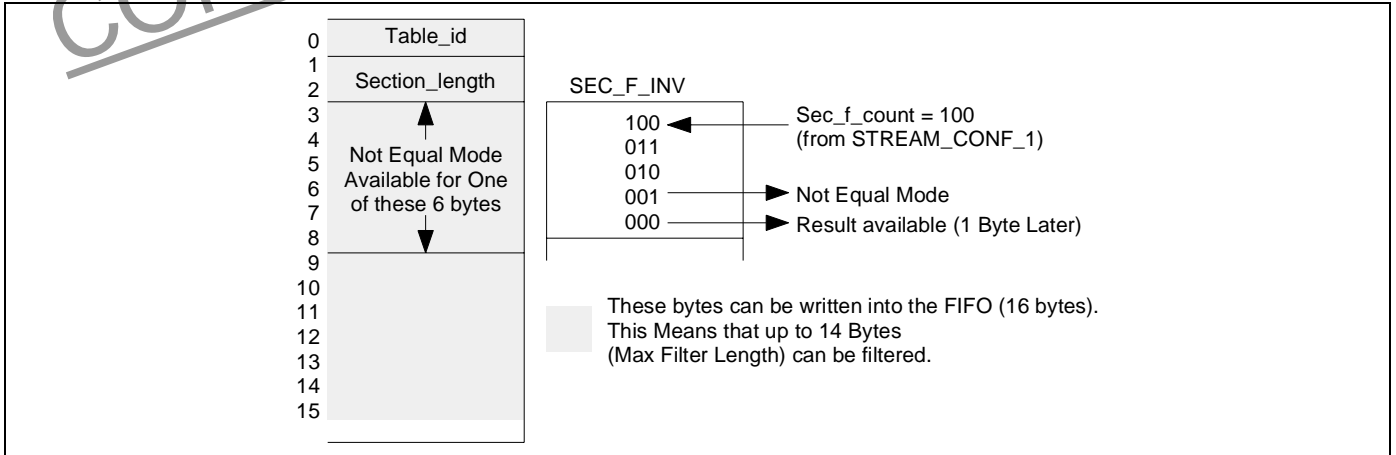 0
Table_id
1
2
Section_length
3
4
5
6
7
8
Not Equal Mode
Available for One
of these 6 bytes
9
10
11
12
13
14
15
SEC_F_INV
100
011
010
001
000
Sec_f_count = 100
(from STREAM_CONF_1)
Not Equal Mode
Result available (1 Byte Later)
These bytes can be written into the FIFO (16 bytes).
This Means that up to 14 Bytes
(Max Filter Length) can be filtered.